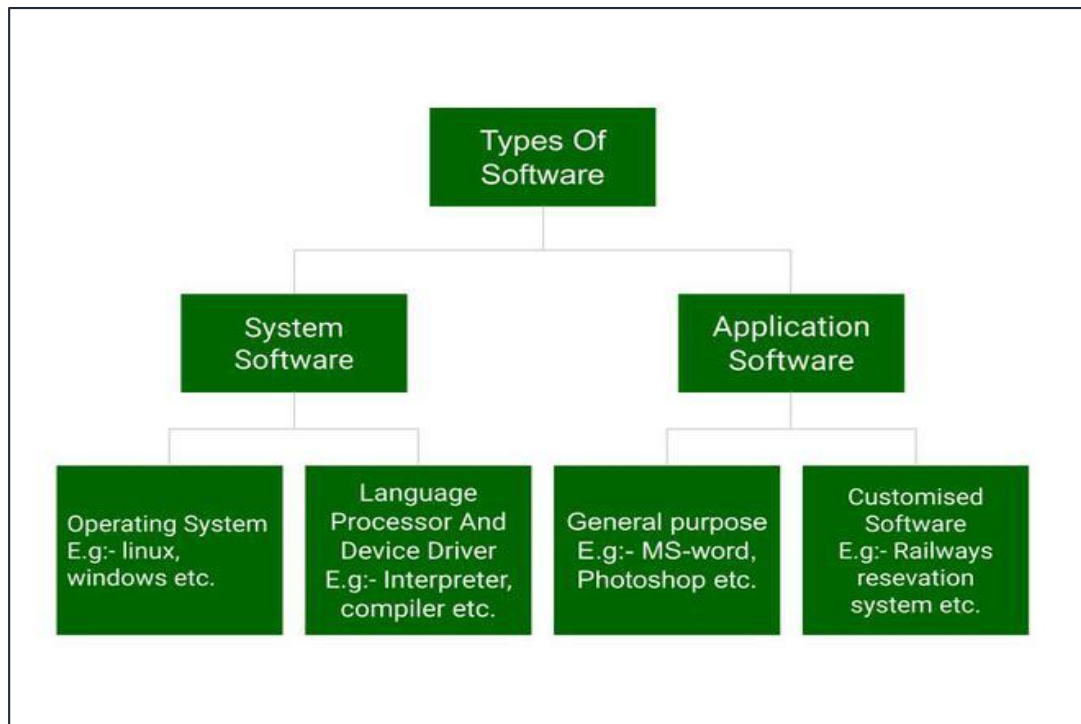 Types Of
Software
System
Software
Application
Software
Operating System
E.g:- linux,
windows etc.
Language
Processor And
Device Driver
E.g:- Interpreter,
compiler etc.
General purpose
E.g:- MS-word,
Photoshop etc.
Customised
Software
E.g:- Railways
resevation
system etc.